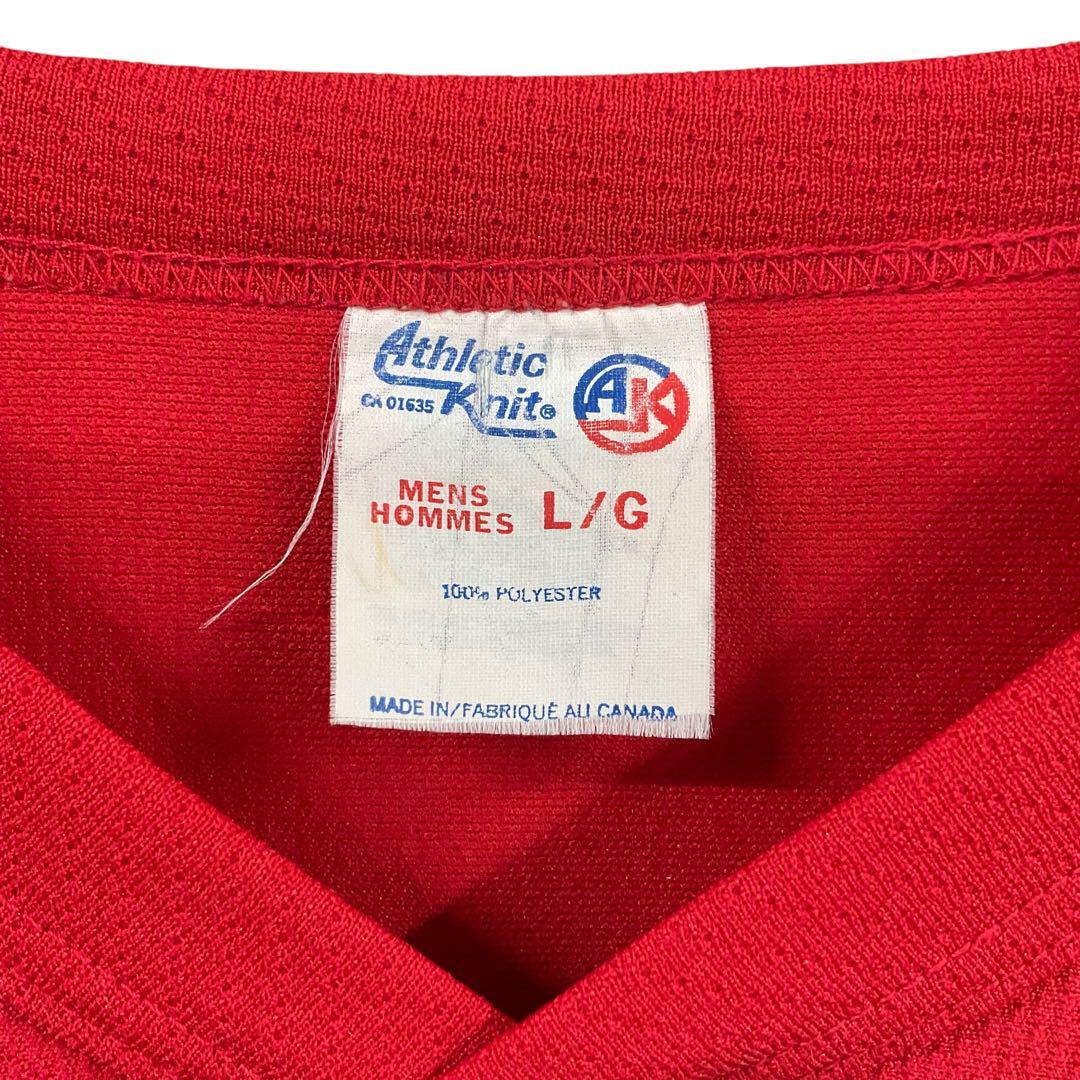 Athletic
CA 01635 Knit®
AK
MENS
HOMMES L/G
100% POLYESTER
MADE IN/FABRIQUÉ AU CANADA